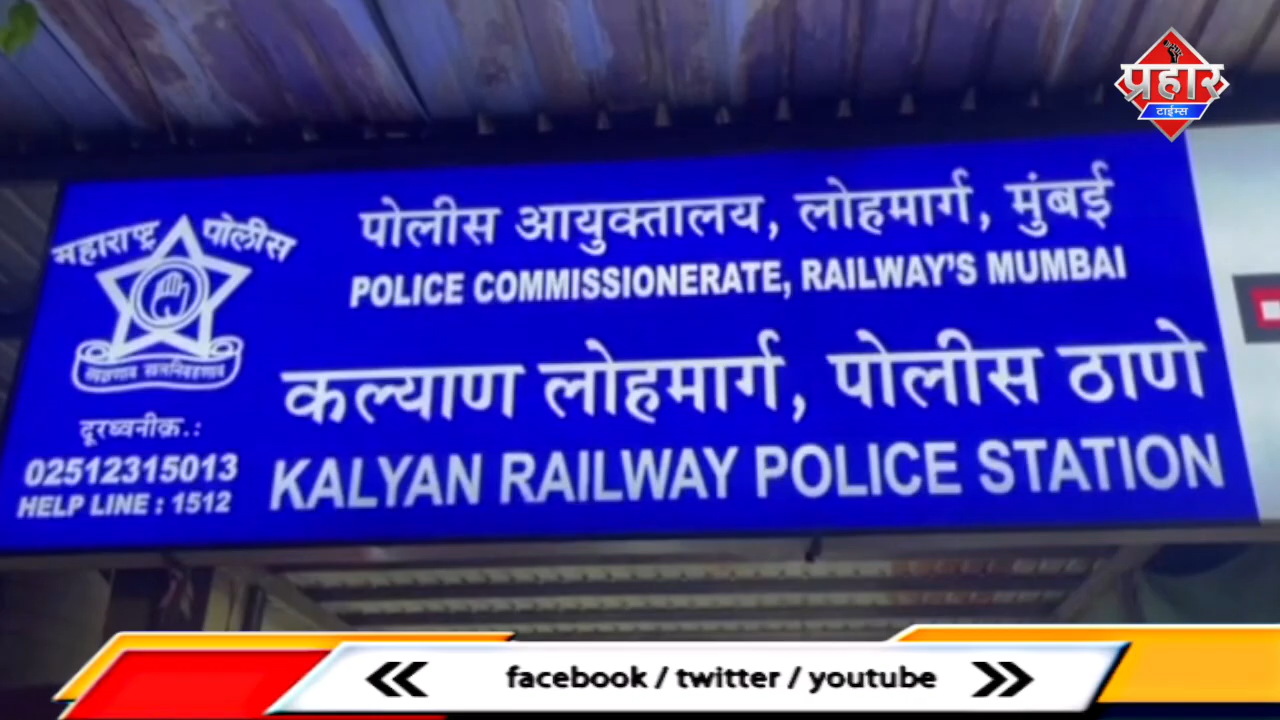 प्रहार
टाईम्स
महाराष्ट्र पोलीस
पोलीस आयुक्तालय, लोहमार्ग, मुंबई
POLICE COMMISSIONERATE, RAILWAY'S MUMBAI
कल्याण लोहमार्ग, पोलीस ठाणे
KALYAN RAILWAY POLICE STATION
दूरध्वनीक्र.:
02512315013
HELP LINE : 1512
facebook / twitter / youtube